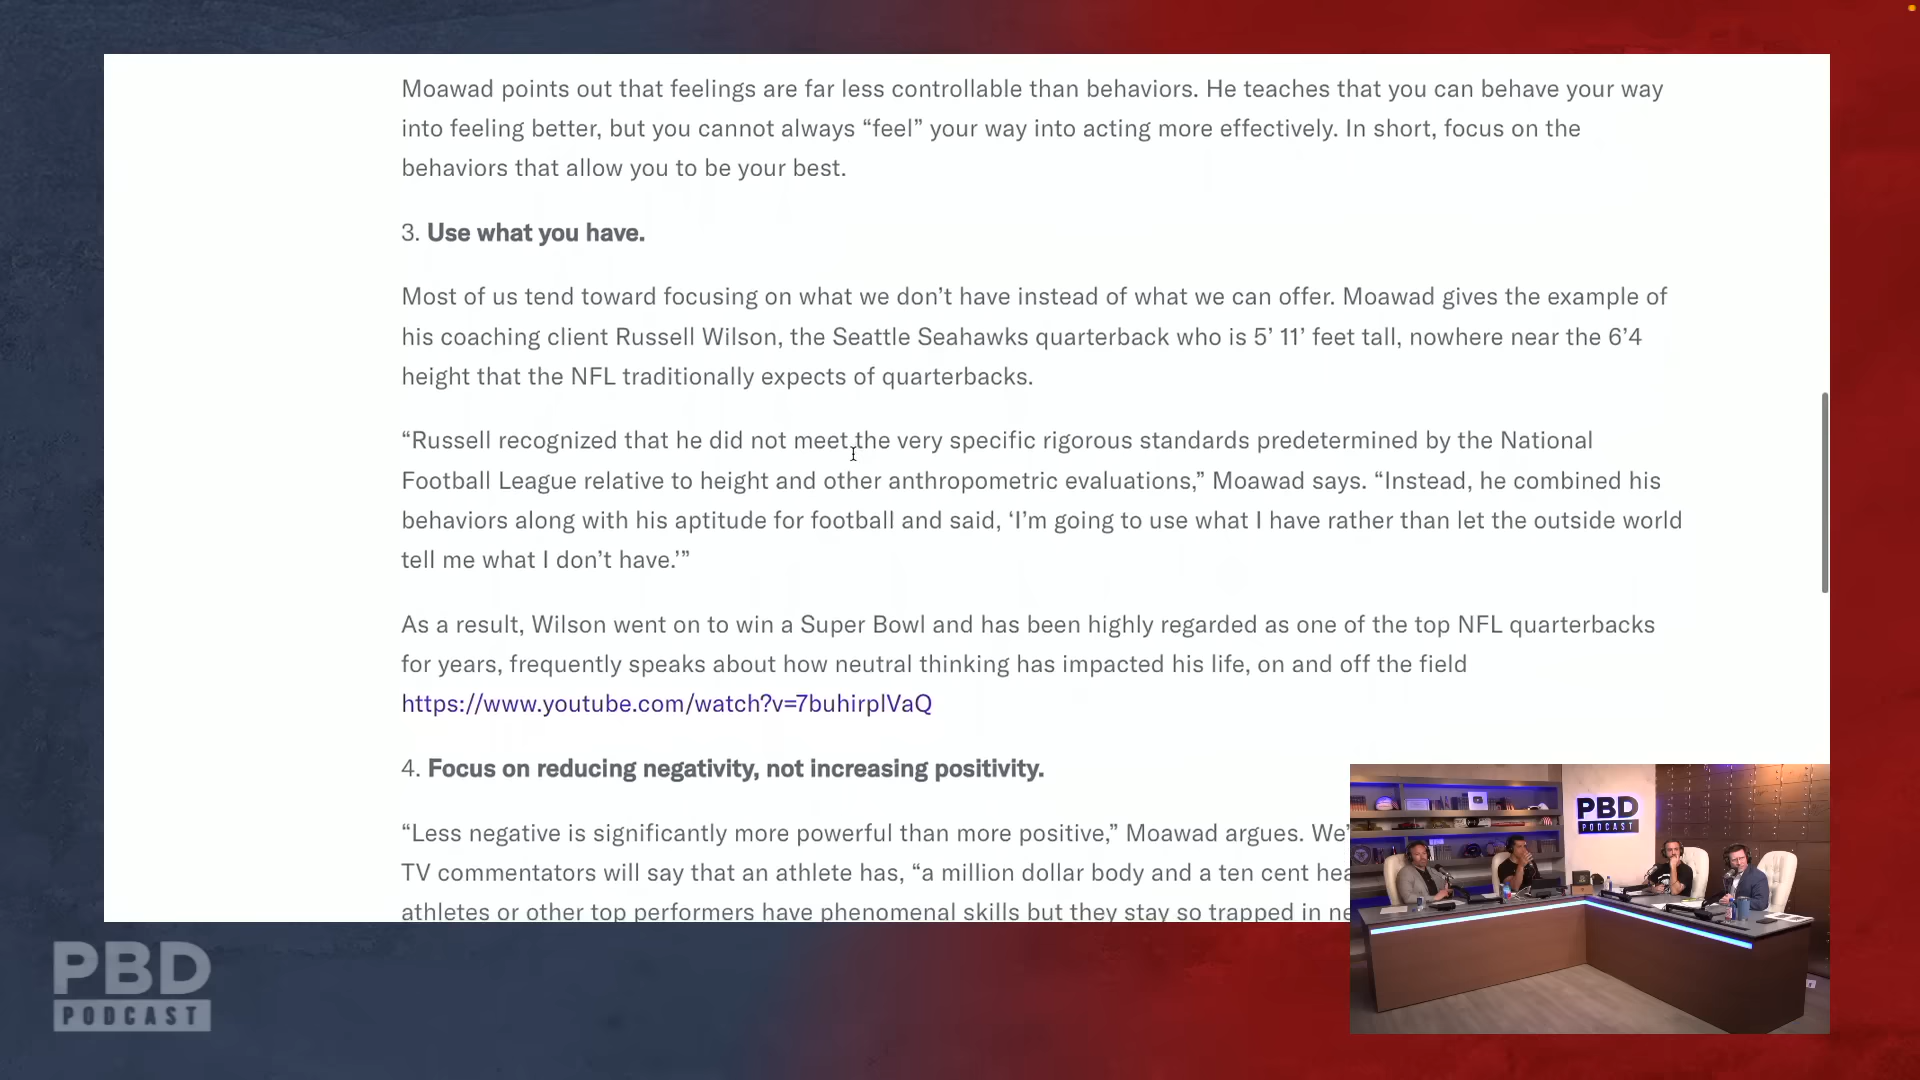 Moawad points out that feelings are far less controllable than behaviors. He teaches that you can behave your way
into feeling better, but you cannot always “feel” your way into acting more effectively. In short, focus on the
behaviors that allow you to be your best.
3. Use what you have.
Most of us tend toward focusing on what we don’t have instead of what we can offer. Moawad gives the example of
his coaching client Russell Wilson, the Seattle Seahawks quarterback who is 5’ 11’ feet tall, nowhere near the 6’4
height that the NFL traditionally expects of quarterbacks.
“Russell recognized that he did not meet the very specific rigorous standards predetermined by the National
Football League relative to height and other anthropometric evaluations,” Moawad says. “Instead, he combined his
behaviors along with his aptitude for football and said, ‘I’m going to use what I have rather than let the outside world
tell me what I don’t have.’”
As a result, Wilson went on to win a Super Bowl and has been highly regarded as one of the top NFL quarterbacks
for years, frequently speaks about how neutral thinking has impacted his life, on and off the field
https://www.youtube.com/watch?v=7buhirpIVaQ
4. Focus on reducing negativity, not increasing positivity.
“Less negative is significantly more powerful than more positive,” Moawad argues.
TV commentators will say that an athlete has, “a million dollar body and a ten cent
athletes or other top performers have phenomenal skills but they stay so trapped in
PBD
PODCAST
PBD
PODCAST